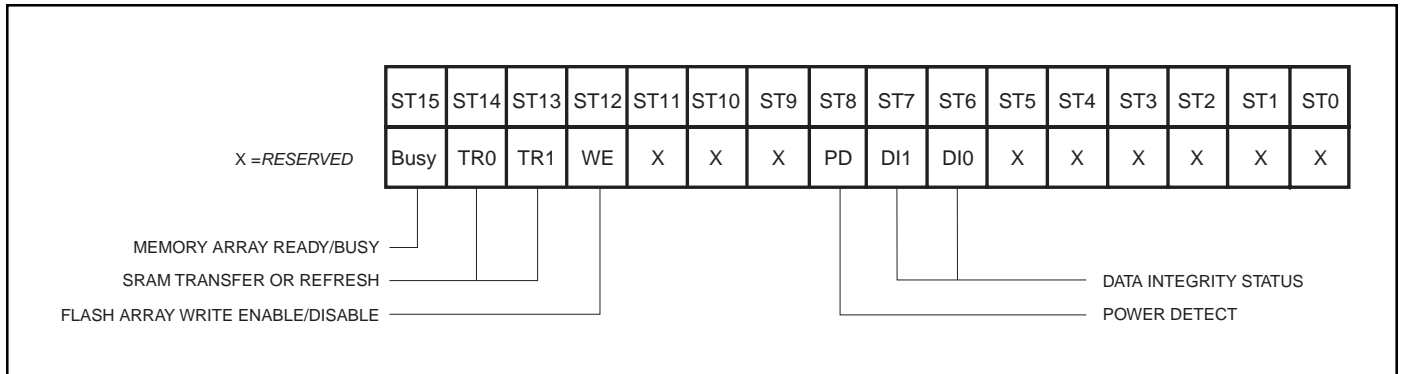 ST15 ST14 ST13 ST12 ST11 ST10 ST9 ST8 ST7 ST6 ST5 ST4 ST3 ST2 ST1 ST0
X =RESERVED Busy TR0 TR1 WE X X X PD DI1 DI0 X X X X X X
MEMORY ARRAY READY/BUSY
SRAM TRANSFER OR REFRESH DATA INTEGRITY STATUS
FLASH ARRAY WRITE ENABLE/DISABLE POWER DETECT